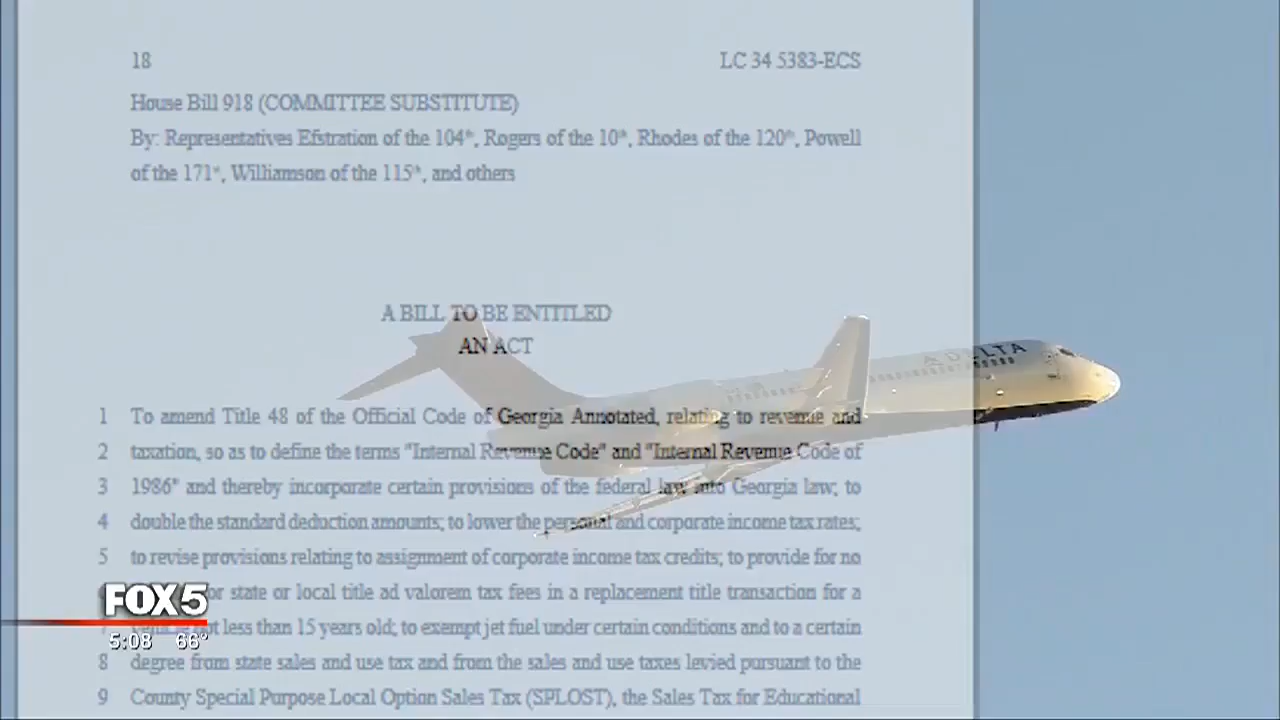 18 LC 34 5383-ECS
House Bill 918 (COMMITTEE SUBSTITUTE)
By: Representatives Efstration of the 104th, Rogers of the 10th, Rhodes of the 120th, Powell
of the 171st, Williamson of the 115th, and others
A BILL TO BE ENTITLED
AN ACT
DELTA
1 To amend Title 48 of the Official Code of Georgia Annotated, relating to revenue and
2 taxation, so as to define the terms "Internal Revenue Code" and "Internal Revenue Code of
3 1986" and thereby incorporate certain provisions of the federal law into Georgia law; to
4 double the standard deduction amounts; to lower the personal and corporate income tax rates;
5 to revise provisions relating to assignment of corporate income tax credits; to provide for no
or state or local title ad valorem tax fees in a replacement title transaction for a
not less than 15 years old; to exempt jet fuel under certain conditions and to a certain
8 degree from state sales and use tax and from the sales and use taxes levied pursuant to the
9 County Special Purpose Local Option Sales Tax (SPLOST), the Sales Tax for Educational
FOX 5
5:08 66°